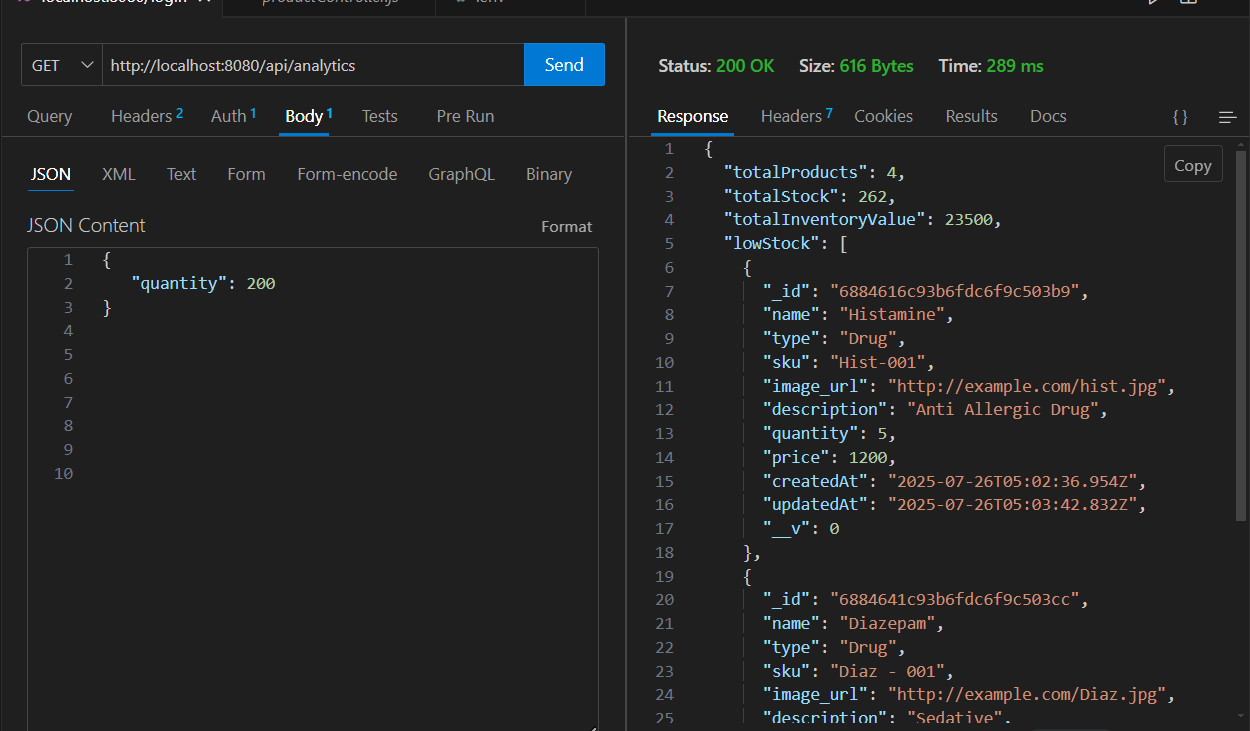 localhost:8080/login
productController.js
.env
GET http://localhost:8080/api/analytics Send
Query Headers 2 Auth 1 Body 1 Tests Pre Run
JSON XML Text Form Form-encode GraphQL Binary
JSON Content Format
1 {
2 "quantity": 200
3 }
4
5
6
7
8
9
10
Status: 200 OK Size: 616 Bytes Time: 289 ms
Response Headers 7 Cookies Results Docs { }
Copy
1 {
2 "totalProducts": 4,
3 "totalStock": 262,
4 "totalInventoryValue": 23500,
5 "lowStock": [
6 {
7 "_id": "6884616c93b6fdc6f9c503b9",
8 "name": "Histamine",
9 "type": "Drug",
10 "sku": "Hist-001",
11 "image_url": "http://example.com/hist.jpg",
12 "description": "Anti Allergic Drug",
13 "quantity": 5,
14 "price": 1200,
15 "createdAt": "2025-07-26T05:02:36.954Z",
16 "updatedAt": "2025-07-26T05:03:42.832Z",
17 "__v": 0
18 },
19 {
20 "_id": "6884641c93b6fdc6f9c503cc",
21 "name": "Diazepam",
22 "type": "Drug",
23 "sku": "Diaz - 001",
24 "image_url": "http://example.com/Diaz.jpg",
25 "description": "Sedative",